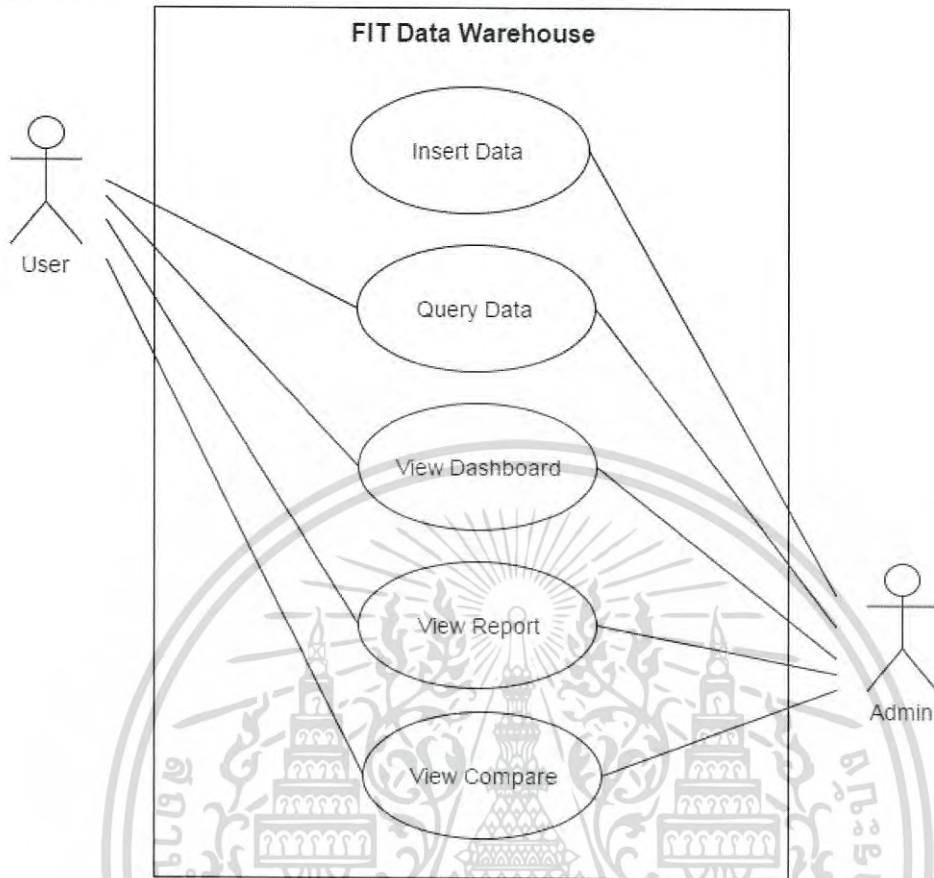 FIT Data Warehouse
Insert Data
User
Query Data
View Dashboard
View Report
Admin
View Compare